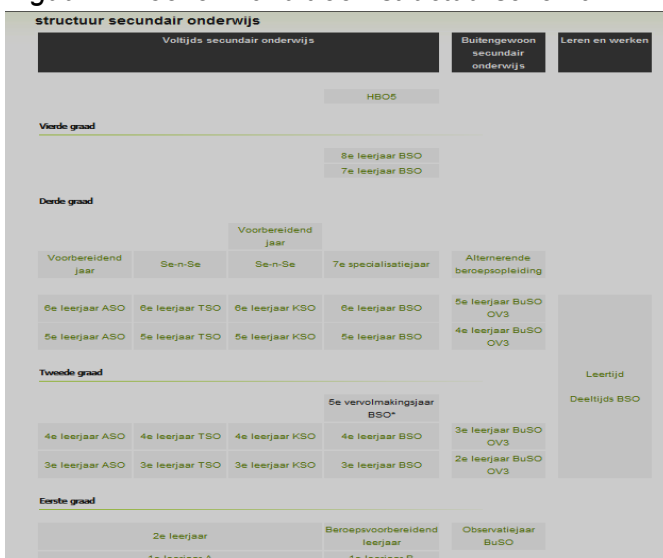 structuur secundair onderwijs
Voltijds secundair onderwijs
Buitengewoon
secundair
onderwijs
Leren en werken
HBO5
Vierde graad
8e leerjaar BSO
7e leerjaar BSO
Derde graad
Voorbereidend
jaar
Voorbereidend
jaar
Se-n-Se
Se-n-Se
7e specialisatiejaar
Alternerende
beroepsopleiding
6e leerjaar ASO
6e leerjaar TSO
6e leerjaar KSO
6e leerjaar BSO
5e leerjaar BuSO
OV3
5e leerjaar ASO
5e leerjaar TSO
5e leerjaar KSO
5e leerjaar BSO
4e leerjaar BuSO
OV3
Tweede graad
Leertijd
Deeltijds BSO
5e vervolmakingsjaar
BSO*
4e leerjaar ASO
4e leerjaar TSO
4e leerjaar KSO
4e leerjaar BSO
3e leerjaar BuSO
OV3
3e leerjaar ASO
3e leerjaar TSO
3e leerjaar KSO
3e leerjaar BSO
2e leerjaar BuSO
OV3
Eerste graad
2e leerjaar
Beroepsvoorbereidend
leerjaar
Observatiejaar
BuSO
1e leerjaar A
1e leerjaar B